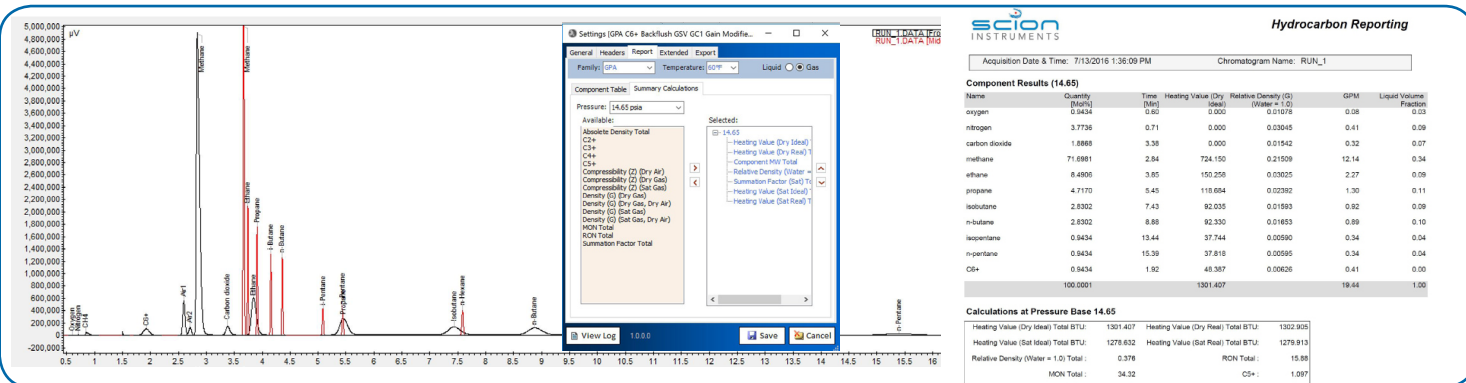 5,000,000
µV
4,800,000
4,600,000
4,400,000
4,200,000
4,000,000
3,800,000
3,600,000
3,400,000
3,200,000
3,000,000
2,800,000
2,600,000
2,400,000
2,200,000
2,000,000
1,800,000
1,600,000
1,400,000
1,200,000
1,000,000
800,000
600,000
400,000
200,000
0
-200,000
0.5 1 1.5 2 2.5 3 3.5 4 4.5 5 5.5 6 6.5 7 7.5 8 8.5 9 9.5 10 10.5 11 11.5 12 12.5 13 13.5 14 14.5 15 15.5 16
Oxygen
Nitrogen
CH4
C6+
Air1
Air2
Methane
Carbon dioxide
Methane
Ethane
Ethane
Propane
i-Butane
n-Butane
i-Pentane
Propane
Isobutane
n-Hexane
n-Butane
n-Pentane
RUN_1.DATA [Fro
RUN_1.DATA [Mid
Settings (GPA C6+ Backflush GSV GC1 Gain Modifie...
General Headers Report Extended Export
Family: GPA Temperature: 60°F Liquid Gas
Component Table Summary Calculations
Pressure: 14.65 psia
Available:
Absolute Density Total
C2+
C3+
C4+
C5+
Compressibility (Z) (Dry Air)
Compressibility (Z) (Dry Gas)
Compressibility (Z) (Sat Gas)
Density (G) (Dry Gas)
Density (G) (Dry Gas, Dry Air)
Density (G) (Sat Gas)
Density (G) (Sat Gas, Dry Air)
MON Total
RON Total
Summation Factor Total
Selected:
14.65
Heating Value (Dry Ideal)
Heating Value (Dry Real) T
Component MW Total
Relative Density (Water =
Summation Factor (Sat) T
Heating Value (Sat Ideal) T
Heating Value (Sat Real) T
View Log 1.0.0.0 Save Cancel
scion
INSTRUMENTS
Hydrocarbon Reporting
Acquisition Date & Time: 7/13/2016 1:36:09 PM Chromatogram Name: RUN_1
Component Results (14.65)
Name Quantity Time Heating Value (Dry Relative Density (G) GPM Liquid Volume
[Mol%] [Min] Ideal) (Water = 1.0) Fraction
oxygen 0.9434 0.60 0.000 0.01078 0.08 0.03
nitrogen 3.7736 0.71 0.000 0.03045 0.41 0.09
carbon dioxide 1.8868 3.38 0.000 0.01542 0.32 0.07
methane 71.6981 2.84 724.150 0.21509 12.14 0.34
ethane 8.4906 3.85 150.256 0.03025 2.27 0.09
propane 4.7170 5.45 118.684 0.02392 1.30 0.11
isobutane 2.8302 7.43 92.035 0.01593 0.92 0.09
n-butane 2.8302 8.88 92.330 0.01653 0.89 0.10
isopentane 0.9434 13.44 37.744 0.00590 0.34 0.04
n-pentane 0.9434 15.39 37.818 0.00595 0.34 0.04
C6+ 0.9434 1.92 48.387 0.00626 0.41 0.00
100.0001 1301.407 19.44 1.00
Calculations at Pressure Base 14.65
Heating Value (Dry Ideal) Total BTU: 1301.407 Heating Value (Dry Real) Total BTU: 1302.905
Heating Value (Sat Ideal) Total BTU: 1278.632 Heating Value (Sat Real) Total BTU: 1279.913
Relative Density (Water = 1.0) Total : 0.376 RON Total : 15.88
MON Total : 34.32 C5+ : 1.097